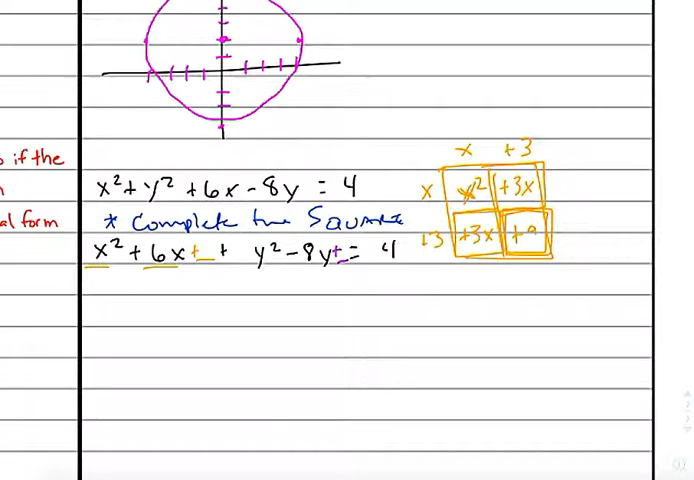 if the
al form
x² + y² + 6x - 8y = 4
* Complete the Square
x² + 6x + _ + y² - 8y + _ = 4
x +3
x x² +3x
+3 +3x +9